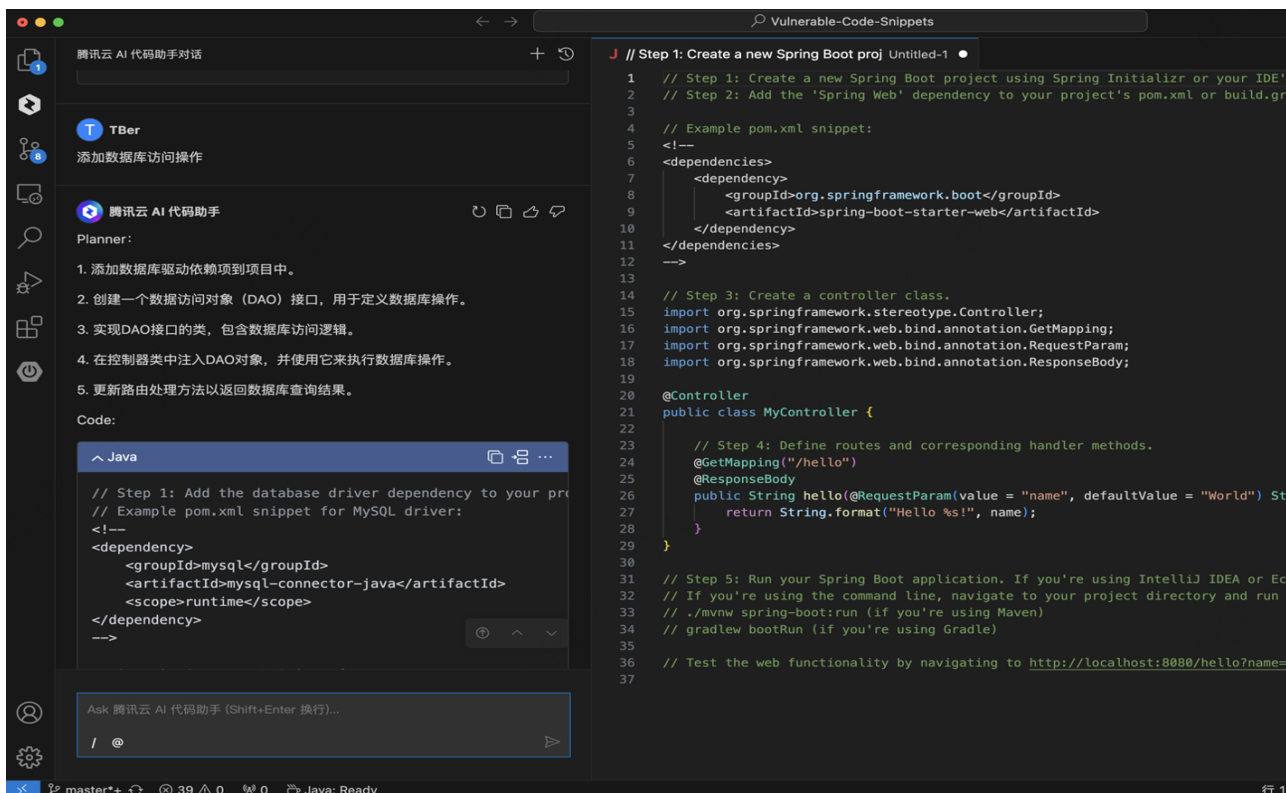 Vulnerable-Code-Snippets
腾讯云 AI 代码助手对话
1
8
T TBer
添加数据库访问操作
腾讯云 AI 代码助手
Planner:
1. 添加数据库驱动依赖项到项目中。
2. 创建一个数据访问对象（DAO）接口，用于定义数据库操作。
3. 实现DAO接口的类，包含数据库访问逻辑。
4. 在控制器类中注入DAO对象，并使用它来执行数据库操作。
5. 更新路由处理方法以返回数据库查询结果。
Code:
Java
// Step 1: Add the database driver dependency to your pro
// Example pom.xml snippet for MySQL driver:
<!--
<dependency>
<groupId>mysql</groupId>
<artifactId>mysql-connector-java</artifactId>
<scope>runtime</scope>
</dependency>
-->
Ask 腾讯云 AI 代码助手 (Shift+Enter 换行)...
/ @
J // Step 1: Create a new Spring Boot proj Untitled-1
1 // Step 1: Create a new Spring Boot project using Spring Initializr or your IDE'
2 // Step 2: Add the 'Spring Web' dependency to your project's pom.xml or build.gr
3
4 // Example pom.xml snippet:
5 <!--
6 <dependencies>
7 <dependency>
8 <groupId>org.springframework.boot</groupId>
9 <artifactId>spring-boot-starter-web</artifactId>
10 </dependency>
11 </dependencies>
12 -->
13
14 // Step 3: Create a controller class.
15 import org.springframework.stereotype.Controller;
16 import org.springframework.web.bind.annotation.GetMapping;
17 import org.springframework.web.bind.annotation.RequestParam;
18 import org.springframework.web.bind.annotation.ResponseBody;
19
20 @Controller
21 public class MyController {
22
23 // Step 4: Define routes and corresponding handler methods.
24 @GetMapping("/hello")
25 @ResponseBody
26 public String hello(@RequestParam(value = "name", defaultValue = "World") St
27 return String.format("Hello %s!", name);
28 }
29 }
30
31 // Step 5: Run your Spring Boot application. If you're using IntelliJ IDEA or Ec
32 // If you're using the command line, navigate to your project directory and run
33 // ./mvnw spring-boot:run (if you're using Maven)
34 // gradlew bootRun (if you're using Gradle)
35
36 // Test the web functionality by navigating to http://localhost:8080/hello?name=
37
master*+ 39 0 0 Java: Ready
行 1